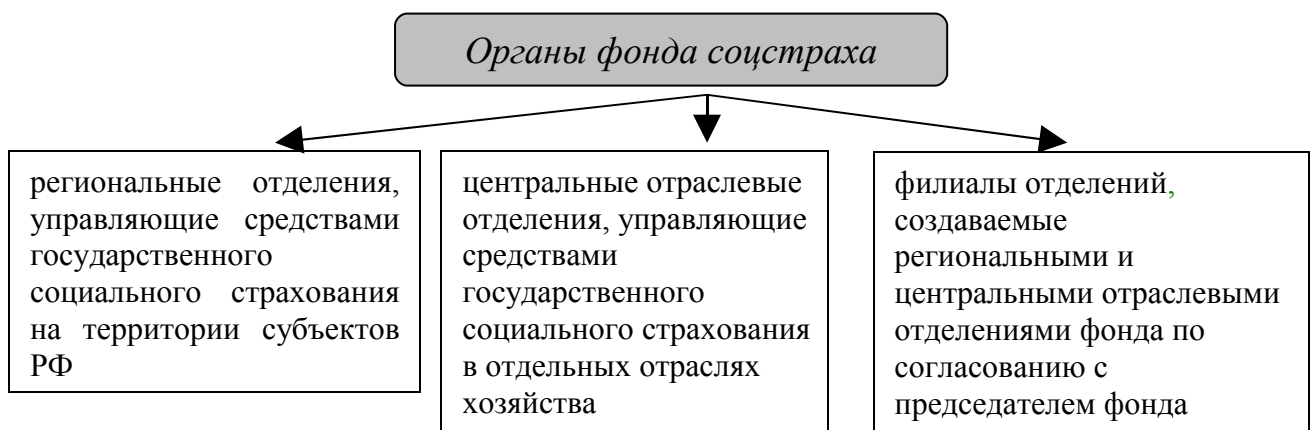 Органы фонда соцстраха
региональные отделения,
управляющие средствами
государственного
социального страхования
на территории субъектов
РФ
центральные отраслевые
отделения, управляющие
средствами
государственного
социального страхования
в отдельных отраслях
хозяйства
филиалы отделений,
создаваемые
региональными и
центральными отраслевыми
отделениями фонда по
согласованию с
председателем фонда